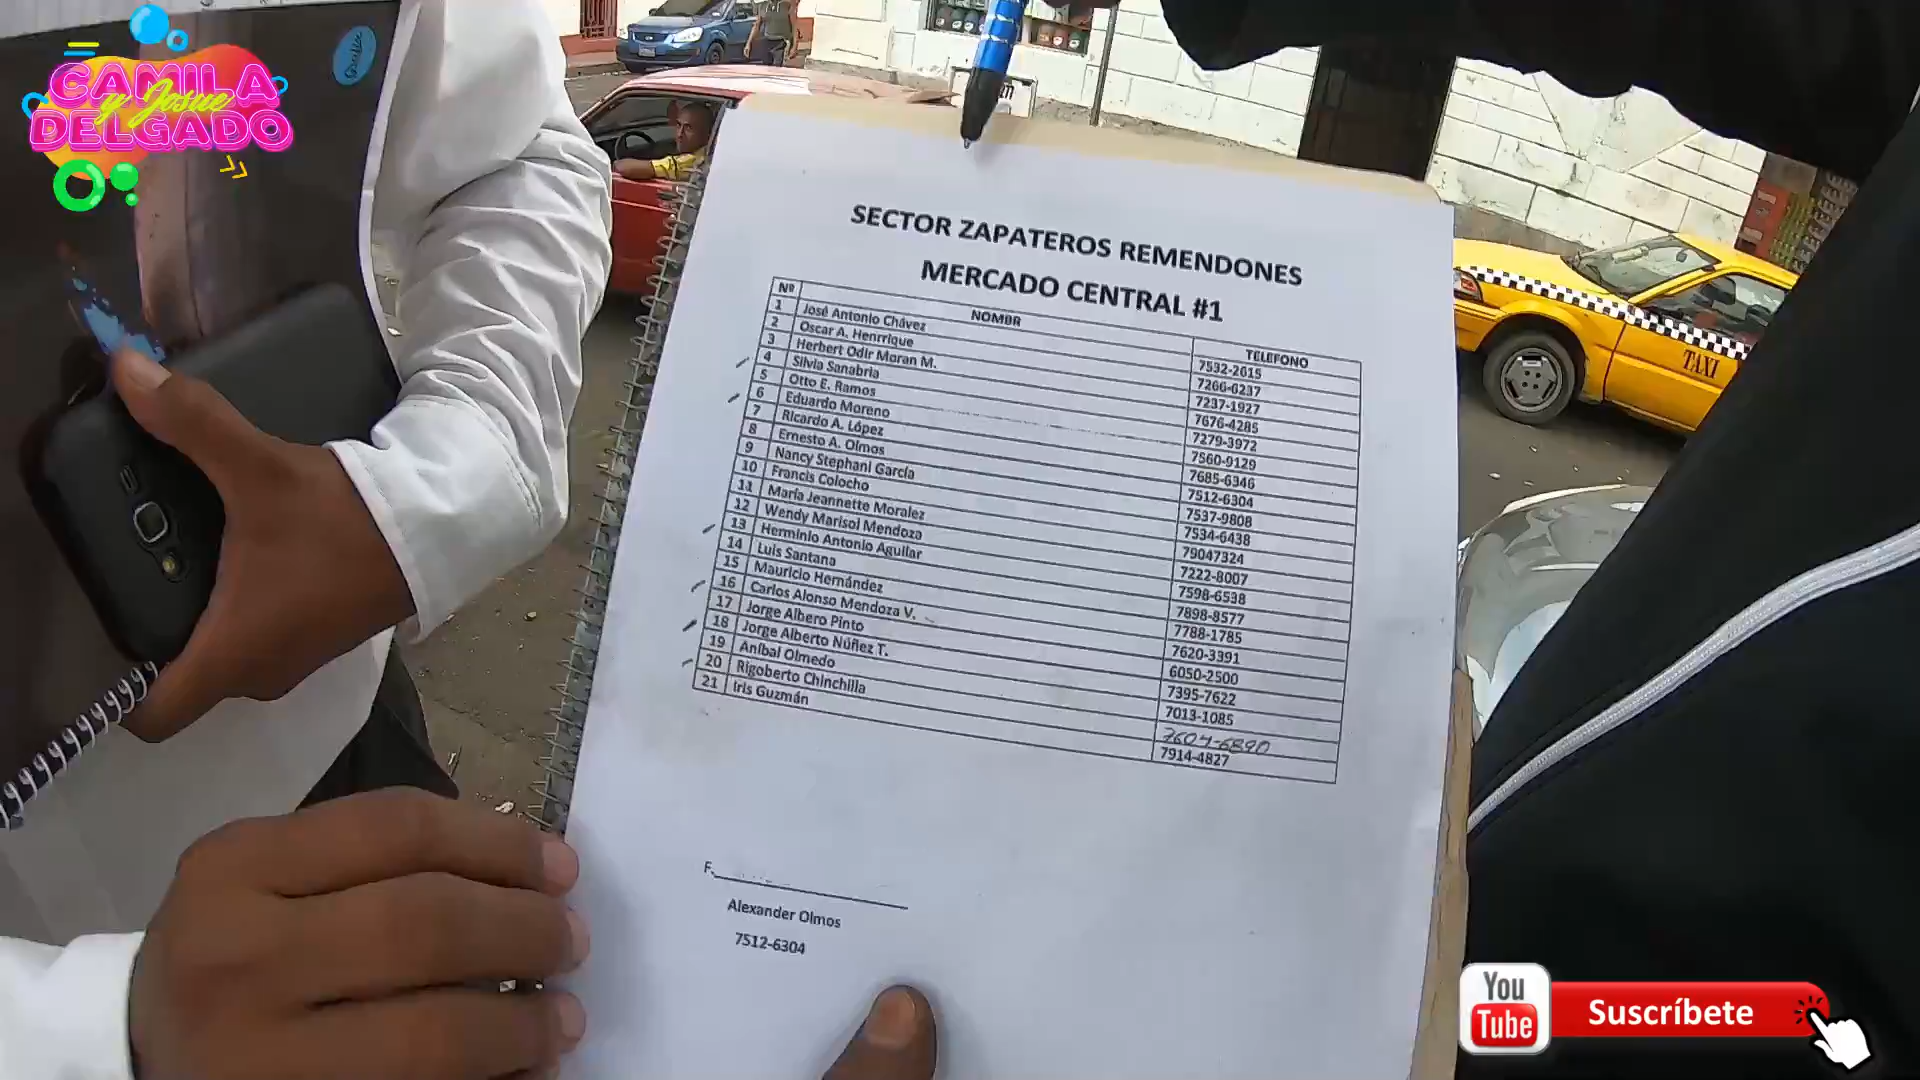 CAMILA
y Josue
DELGADO
SECTOR ZAPATEROS REMENDONES
MERCADO CENTRAL #1
Nº NOMBR TELEFONO
1 José Antonio Chávez 7532-2615
2 Oscar A. Henrrique 7266-6237
3 Herbert Odir Moran M. 7237-1927
4 Silvia Sanabria 7676-4285
5 Otto E. Ramos 7279-3972
6 Eduardo Moreno 7560-9129
7 Ricardo A. López 7685-6346
8 Ernesto A. Olmos 7512-6304
9 Nancy Stephani García 7537-9808
10 Francis Colocho 7534-6438
11 María Jeannette Moralez 79047324
12 Wendy Marisol Mendoza 7222-8007
13 Herminio Antonio Aguilar 7598-6538
14 Luis Santana 7898-8577
15 Mauricio Hernández 7788-1785
16 Carlos Alonso Mendoza V. 7620-3391
17 Jorge Albero Pinto 6050-2500
18 Jorge Alberto Núñez T. 7395-7622
19 Aníbal Olmedo 7013-1085
20 Rigoberto Chinchilla 7604-6890
21 Iris Guzmán 7914-4827
F.
Alexander Olmos
7512-6304
TAXI
You
Tube
Suscríbete